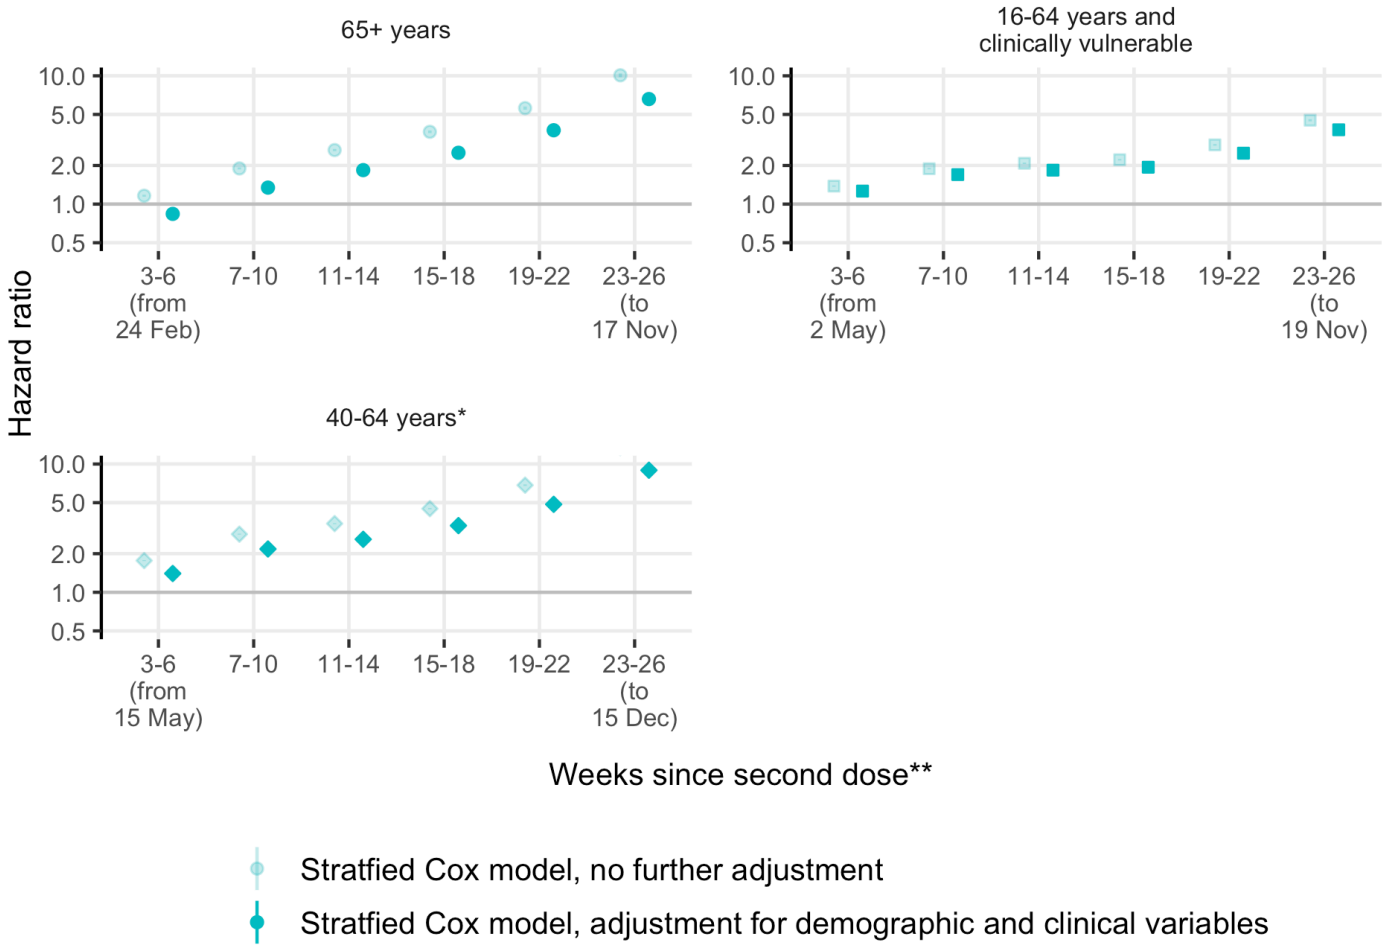 65+ years
10.0
5.0
2.0
1.0
0.5
3-6
(from
24 Feb)
7-10
11-14
15-18
19-22
23-26
(to
17 Nov)
16-64 years and
clinically vulnerable
10.0
5.0
2.0
1.0
0.5
3-6
(from
2 May)
7-10
11-14
15-18
19-22
23-26
(to
19 Nov)
Hazard ratio
40-64 years*
10.0
5.0
2.0
1.0
0.5
3-6
(from
15 May)
7-10
11-14
15-18
19-22
23-26
(to
15 Dec)
Weeks since second dose**
Stratfied Cox model, no further adjustment
Stratfied Cox model, adjustment for demographic and clinical variables